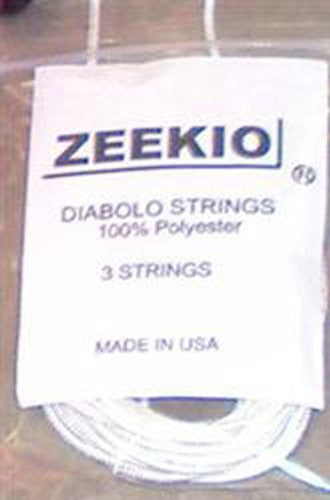 ZEEKIO
DIABOLO STRINGS
100% Polyester
3 STRINGS
MADE IN USA